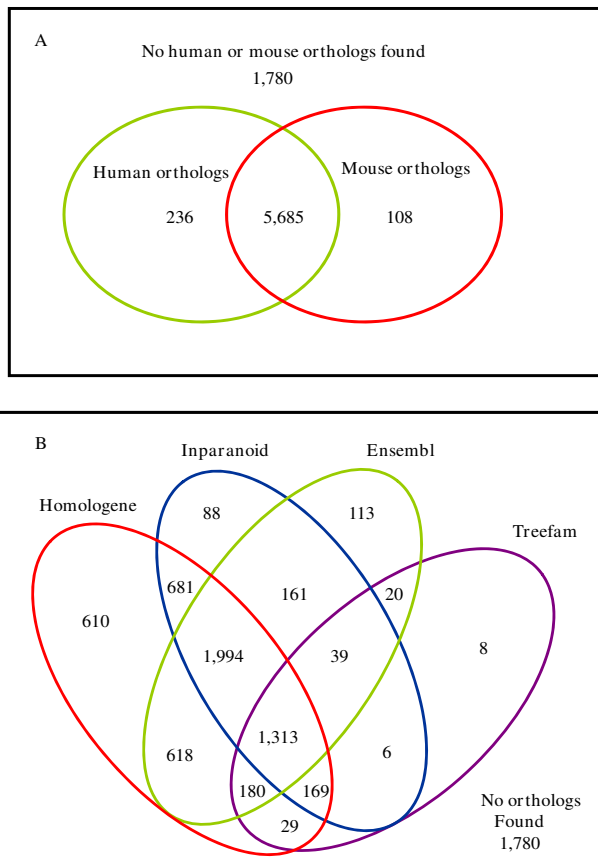 A
No human or mouse orthologs found
1,780
Human orthologs
Mouse orthologs
236
5,685
108
B
Inparanoid
Ensembl
Homologene
Treefam
88
113
681
161
20
610
1,994
39
8
1,313
618
6
180
169
29
No orthologs
Found
1,780